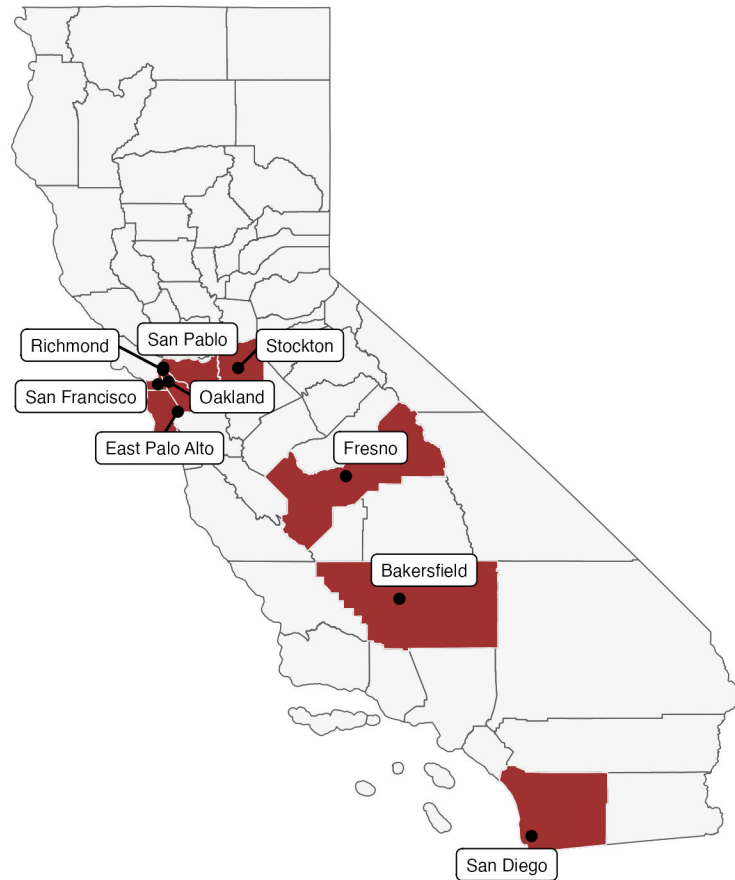 San Pablo
Richmond
Stockton
San Francisco
Oakland
East Palo Alto
Fresno
Bakersfield
San Diego